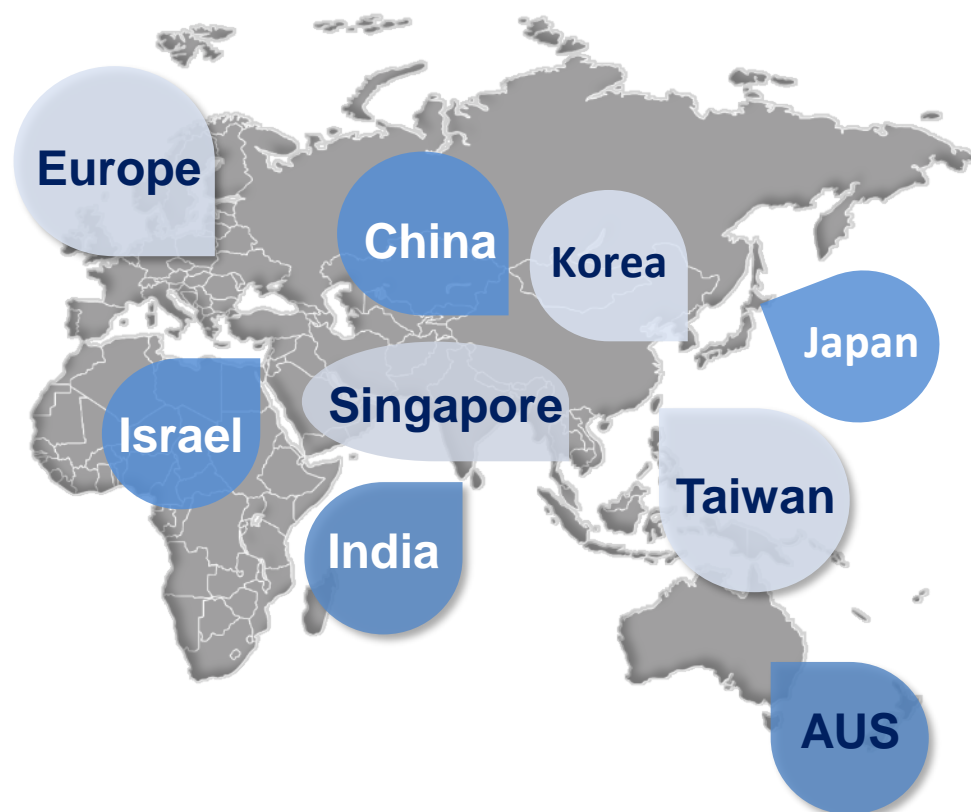 Europe
China
Korea
Japan
Singapore
Israel
Taiwan
India
AUS